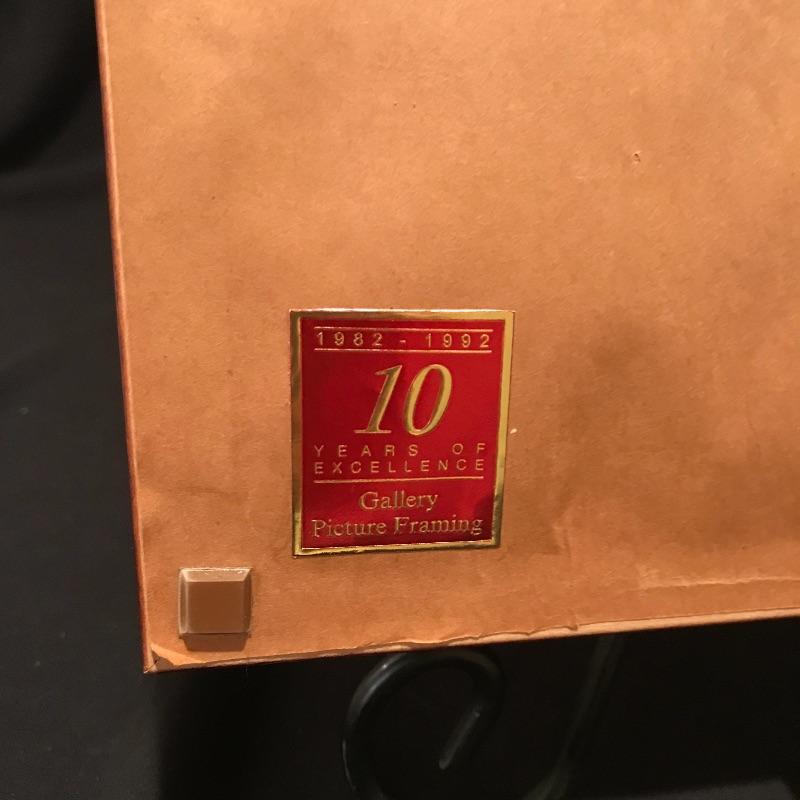 1982 - 1992
10
YEARS OF
EXCELLENCE
Gallery
Picture Framing